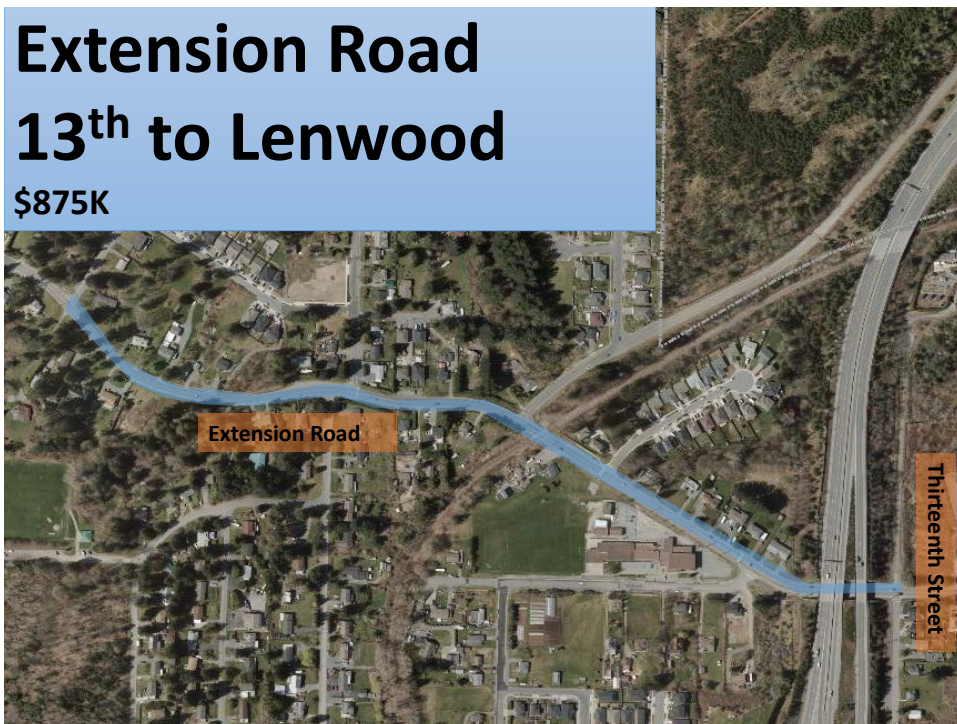 Extension Road
13th to Lenwood
$875K
Extension Road
Thirteenth Street